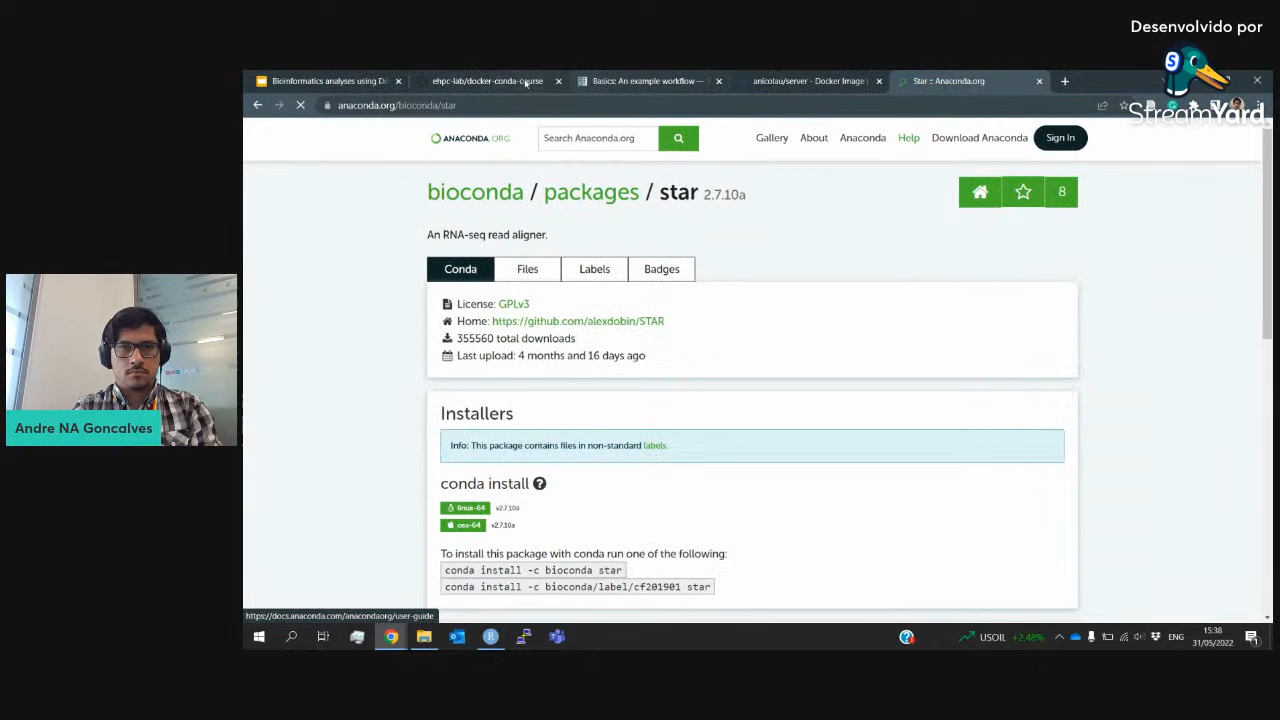 Desenvolvido por
StreamYard
Bioinformatics analyses using Do
ehpc-lab/docker-conda-course
Basics: An example workflow —
anicolau/server - Docker Image
Star :: Anaconda.org
anaconda.org/bioconda/star
ANACONDA.ORG
Search Anaconda.org
Gallery
About
Anaconda
Help
Download Anaconda
Sign In
bioconda / packages / star 2.7.10a
8
An RNA-seq read aligner.
Conda
Files
Labels
Badges
License: GPLv3
Home: https://github.com/alexdobin/STAR
355560 total downloads
Last upload: 4 months and 16 days ago
Andre NA Goncalves
Installers
Info: This package contains files in non-standard labels.
conda install
linux-64 v2.7.10a
osx-64 v2.7.10a
To install this package with conda run one of the following:
conda install -c bioconda star
conda install -c bioconda/label/cf201901 star
https://docs.anaconda.com/anacondaorg/user-guide
USOIL +2,48%
ENG
15:38
31/05/2022